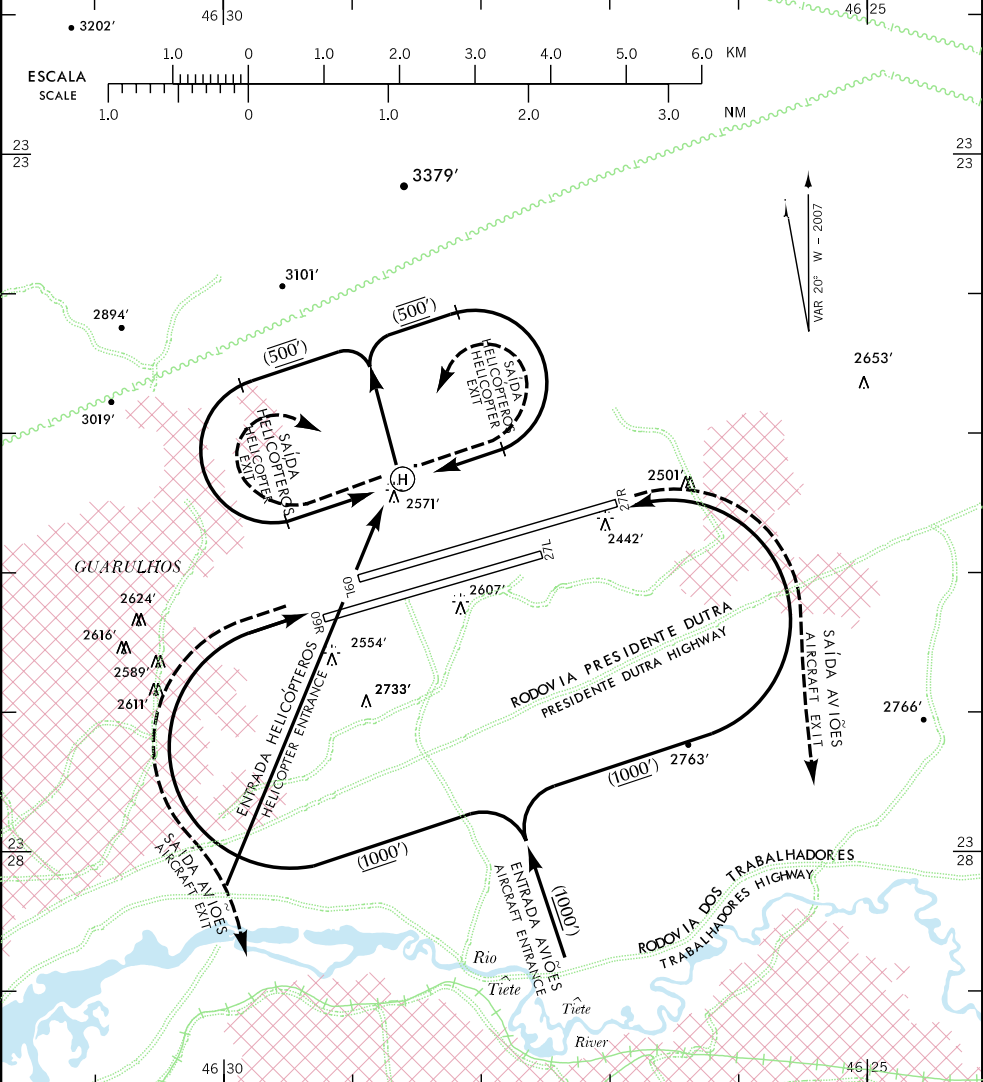 46 30
46 25
3202'
1.0 0 1.0 2.0 3.0 4.0 5.0 6.0 KM
ESCALA
SCALE
1.0 0 1.0 2.0 3.0 NM
23
23
23
23
3379'
VAR 20° W – 2007
3101'
2894'
(500')
(500')
2653'
SAÍDA
HELICOPTEROS
HELICOPTER
EXIT
3019'
SAÍDA
HELICOPTEROS
HELICOPTER
EXIT
H
2571'
2501'
27R
2442'
27L
GUARULHOS
09L
2607'
2624'
09R
2616'
2554'
2589'
2611'
2733'
RODOVIA PRESIDENTE DUTRA
PRESIDENTE DUTRA HIGHWAY
SAÍDA AVIÕES
AIRCRAFT EXIT
2766'
ENTRADA HELICÓPTEROS
HELICOPTER ENTRANCE
2763'
(1000')
(1000')
SAÍDA AVIÕES
AIRCRAFT EXIT
23
28
23
28
ENTRADA AVIÕES
AIRCRAFT ENTRANCE
(1000')
RODOVIA DOS TRABALHADORES
TRABALHADORES HIGHWAY
Rio
Tiete
Tiete
River
46 30
46 25